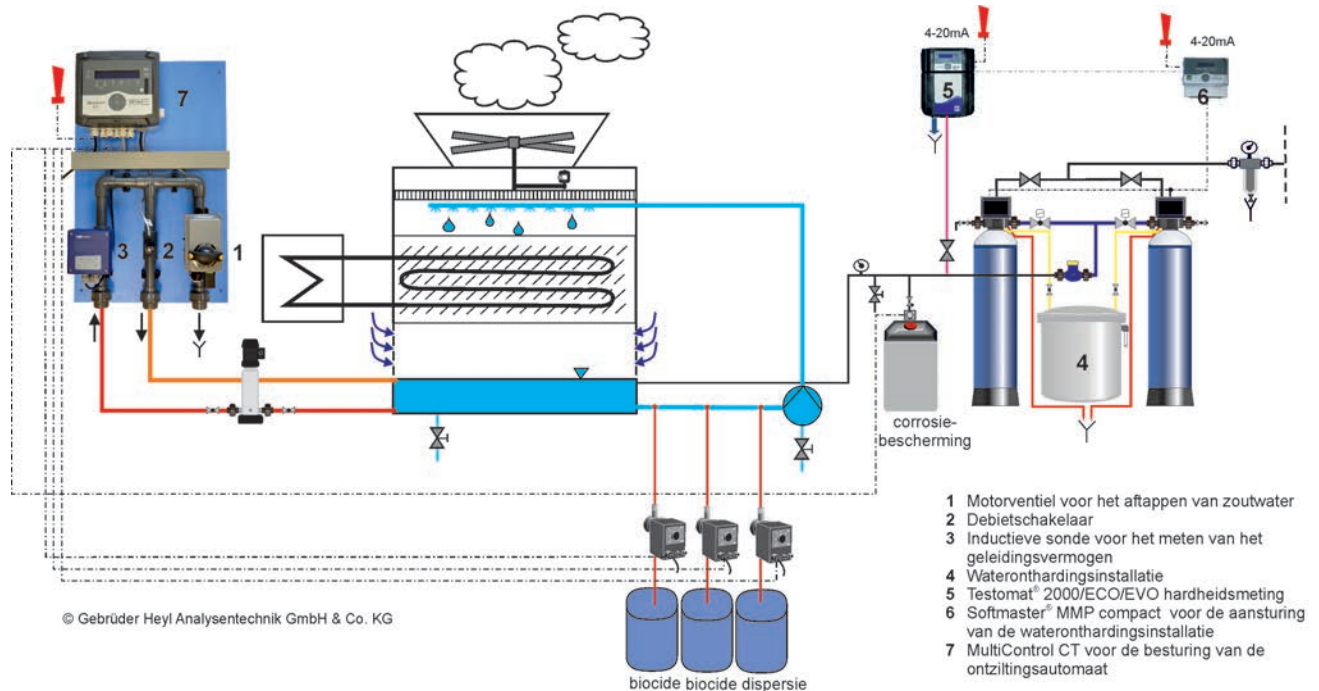 4-20mA
4-20mA
7
5
6
3
2
1
4
corrosie-
bescherming
1 Motorventiel voor het aftappen van zoutwater
2 Debietschakelaar
3 Inductieve sonde voor het meten van het
geleidingsvermogen
4 Wateronthardingsinstallatie
5 Testomat® 2000/ECO/EVO hardheidsmeting
6 Softmaster® MMP compact voor de aansturing
van de wateronthardingsinstallatie
7 MultiControl CT voor de besturing van de
ontziltingsautomaat
© Gebrüder Heyl Analysentechnik GmbH & Co. KG
biocide biocide dispersie